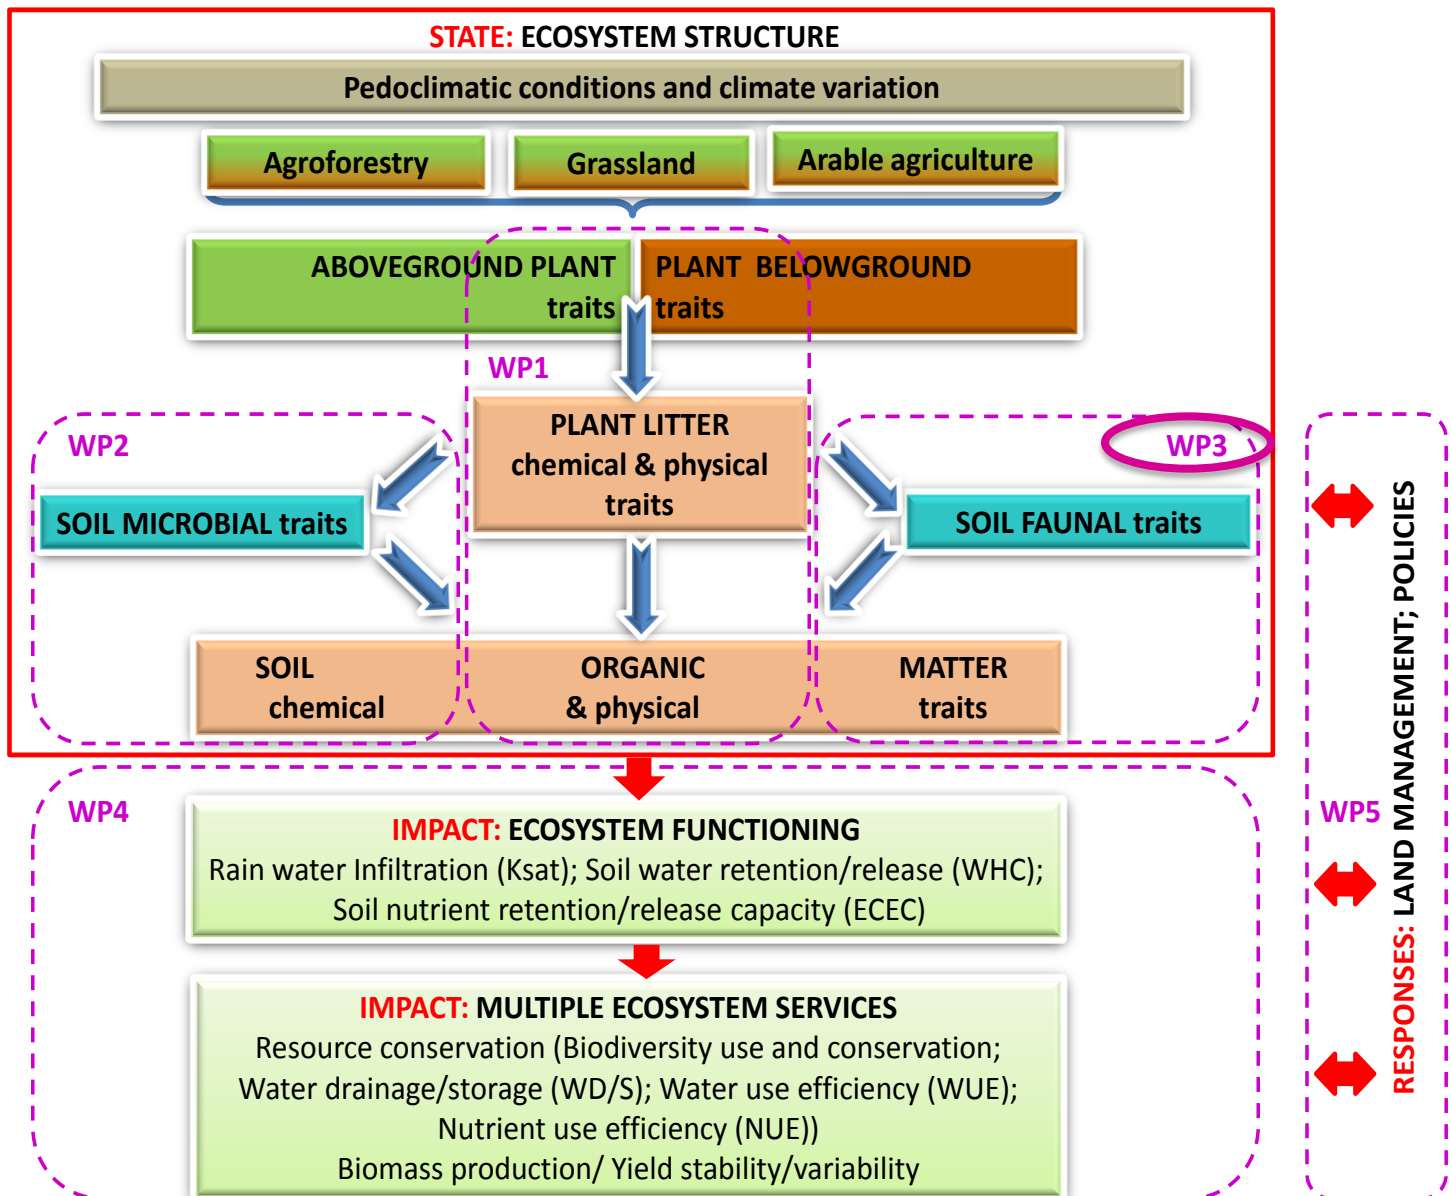 STATE: ECOSYSTEM STRUCTURE
Pedoclimatic conditions and climate variation
Agroforestry
Grassland
Arable agriculture
ABOVEGROUND PLANT
traits
PLANT BELOWGROUND
traits
WP1
PLANT LITTER
chemical & physical
traits
WP2
SOIL MICROBIAL traits
WP3
SOIL FAUNAL traits
SOIL ORGANIC MATTER
chemical & physical traits
WP4
IMPACT: ECOSYSTEM FUNCTIONING
Rain water Infiltration (Ksat); Soil water retention/release (WHC);
Soil nutrient retention/release capacity (ECEC)
IMPACT: MULTIPLE ECOSYSTEM SERVICES
Resource conservation (Biodiversity use and conservation;
Water drainage/storage (WD/S); Water use efficiency (WUE);
Nutrient use efficiency (NUE))
Biomass production/ Yield stability/variability
WP5
RESPONSES: LAND MANAGEMENT; POLICIES